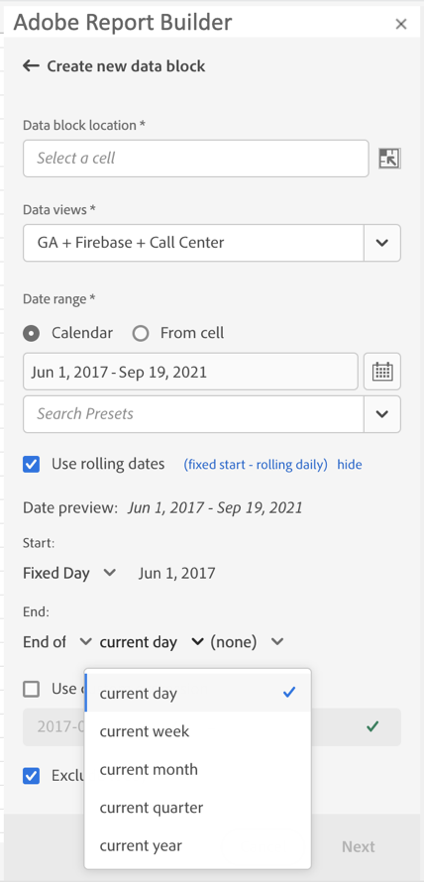 Adobe Report Builder
Create new data block
Data block location *
Select a cell
Data views *
GA + Firebase + Call Center
Date range *
Calendar From cell
Jun 1, 2017 - Sep 19, 2021
Search Presets
Use rolling dates (fixed start - rolling daily) hide
Date preview: Jun 1, 2017 - Sep 19, 2021
Start:
Fixed Day Jun 1, 2017
End:
End of current day (none)
Use
current day
2017-0
current week
current month
Exclu
current quarter
current year
Next